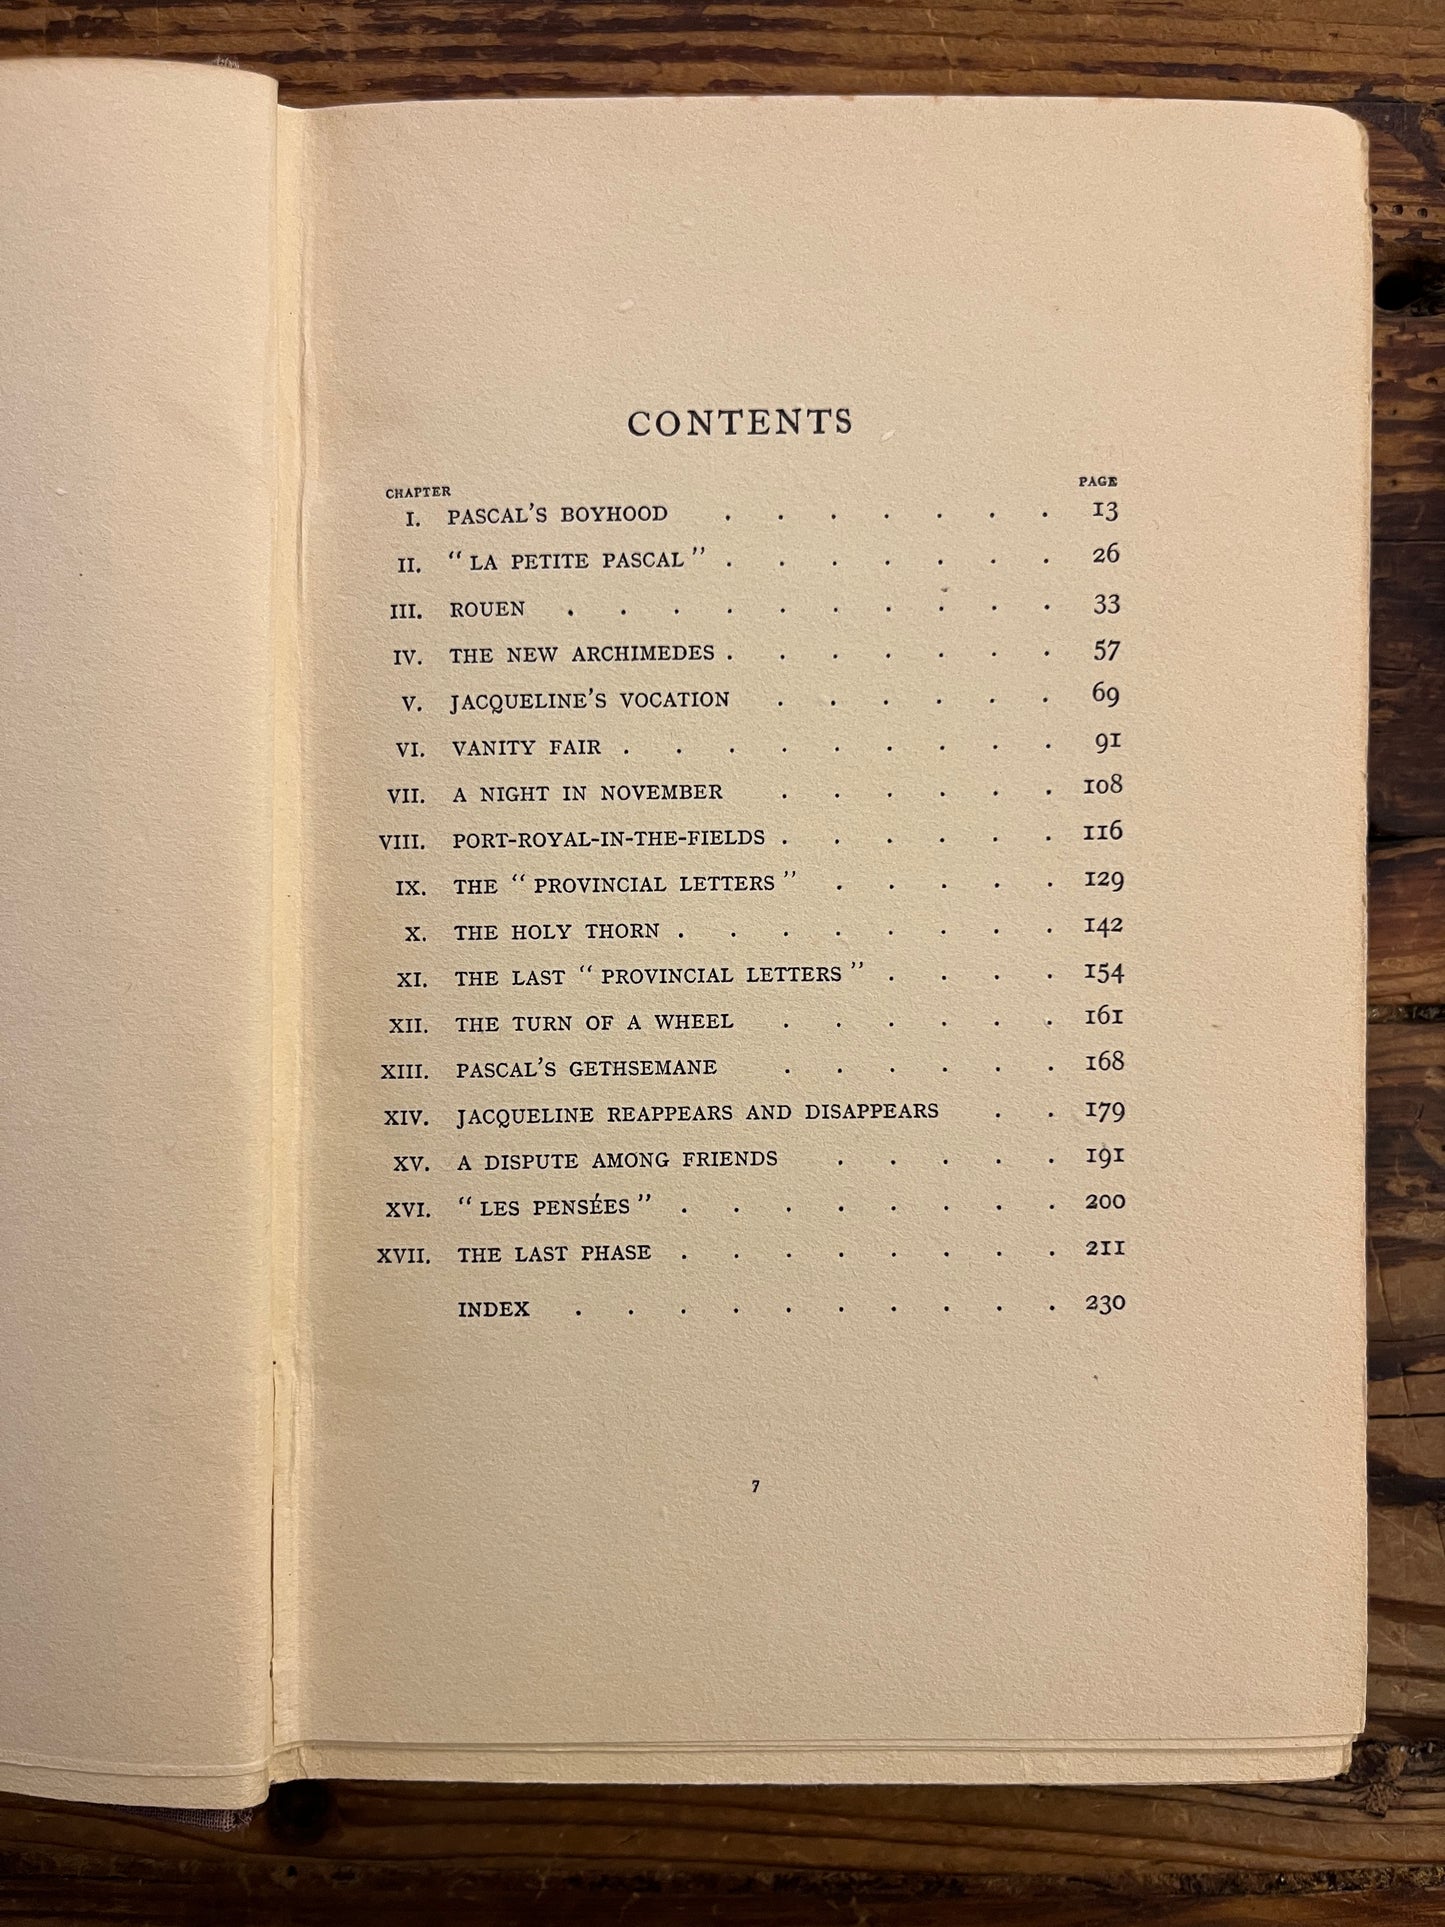 CONTENTS
CHAPTER PAGE
I. PASCAL'S BOYHOOD . . . . . . . 13
II. "LA PETITE PASCAL" . . . . . . . 26
III. ROUEN . . . . . . . . . . 33
IV. THE NEW ARCHIMEDES . . . . . . . 57
V. JACQUELINE'S VOCATION . . . . . . 69
VI. VANITY FAIR . . . . . . . . . 91
VII. A NIGHT IN NOVEMBER . . . . . . 108
VIII. PORT-ROYAL-IN-THE-FIELDS . . . . . . 116
IX. THE "PROVINCIAL LETTERS" . . . . . 129
X. THE HOLY THORN . . . . . . . . 142
XI. THE LAST "PROVINCIAL LETTERS" . . . . 154
XII. THE TURN OF A WHEEL . . . . . . 161
XIII. PASCAL'S GETHSEMANE . . . . . . 168
XIV. JACQUELINE REAPPEARS AND DISAPPEARS . . 179
XV. A DISPUTE AMONG FRIENDS . . . . . 191
XVI. "LES PENSÉES" . . . . . . . . 200
XVII. THE LAST PHASE . . . . . . . . 211
INDEX . . . . . . . . . . 230
7